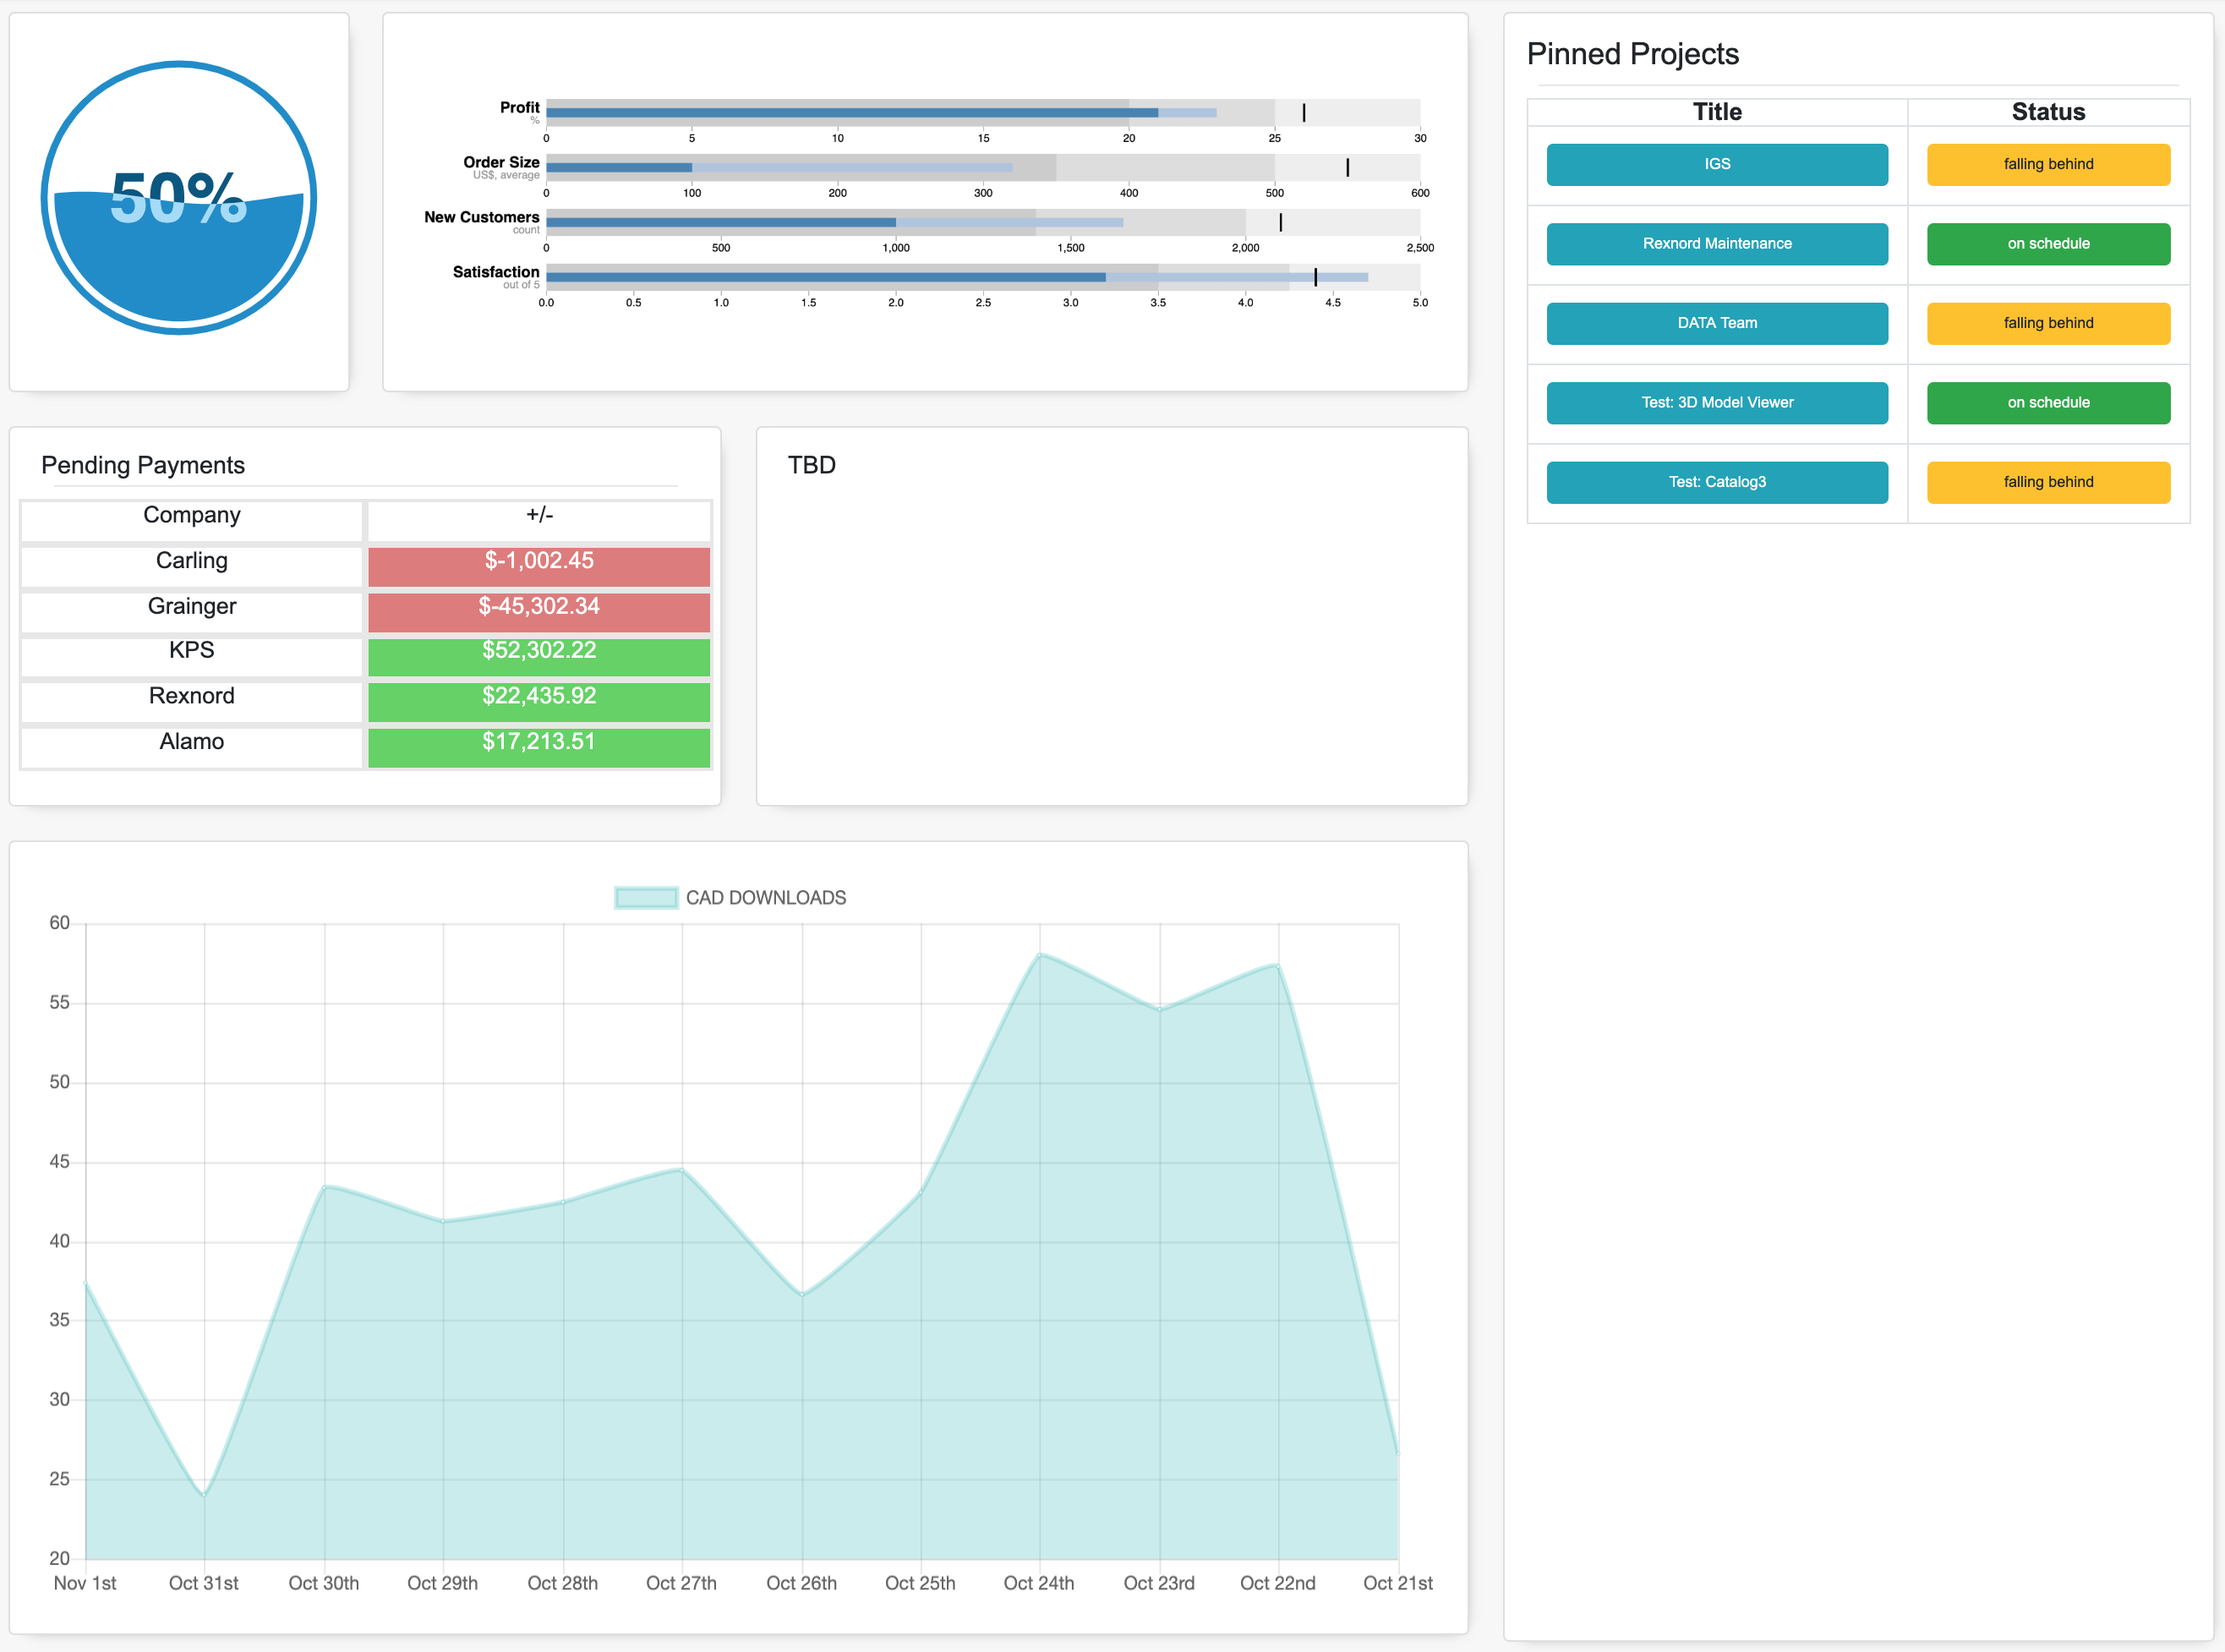 50%
Profit
%
0 5 10 15 20 25 30
Order Size
US$, average
0 100 200 300 400 500 600
New Customers
count
0 500 1,000 1,500 2,000 2,500
Satisfaction
out of 5
0.0 0.5 1.0 1.5 2.0 2.5 3.0 3.5 4.0 4.5 5.0
Pinned Projects
Title Status
IGS falling behind
Rexnord Maintenance on schedule
DATA Team falling behind
Test: 3D Model Viewer on schedule
Test: Catalog3 falling behind
Pending Payments
Company +/-
Carling $-1,002.45
Grainger $-45,302.34
KPS $52,302.22
Rexnord $22,435.92
Alamo $17,213.51
TBD
CAD DOWNLOADS
60
55
50
45
40
35
30
25
20
Nov 1st Oct 31st Oct 30th Oct 29th Oct 28th Oct 27th Oct 26th Oct 25th Oct 24th Oct 23rd Oct 22nd Oct 21st